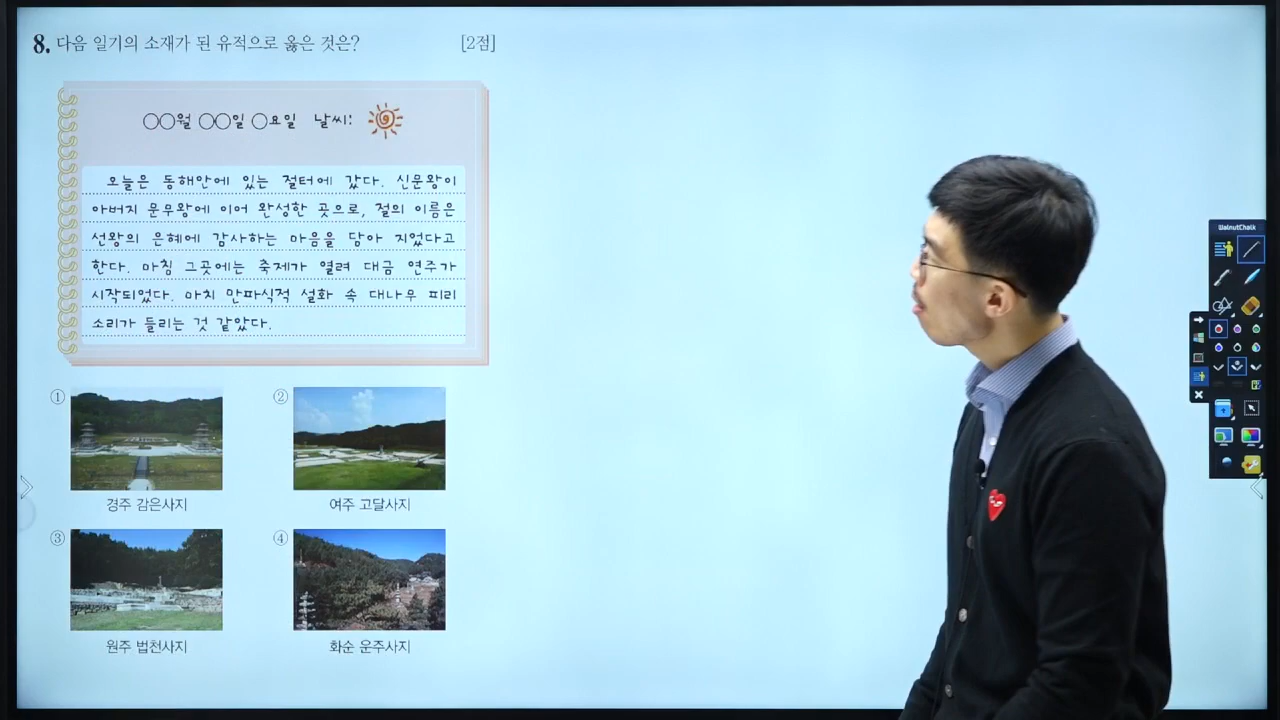 8. 다음 일기의 소재가 된 유적으로 옳은 것은? [2점]
○○월 ○○일 ○요일 날씨:
오늘은 동해안에 있는 절터에 갔다. 신문왕이
아버지 문무왕에 이어 완성한 곳으로, 절의 이름은
선왕의 은혜에 감사하는 마음을 담아 지었다고
한다. 마침 그곳에는 축제가 열려 대금 연주가
시작되었다. 마치 만파식적 설화 속 대나무 피리
소리가 들리는 것 같았다.
① ②
경주 감은사지 여주 고달사지
③ ④
원주 법천사지 화순 운주사지
WalnutChalk